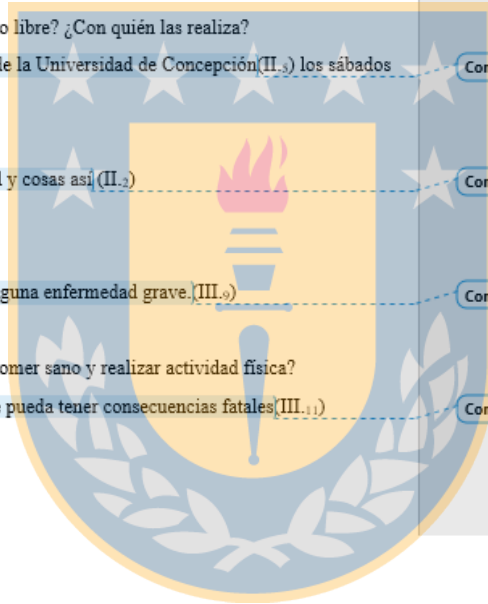 o libre? ¿Con quién las realiza?
de la Universidad de Concepción(II.5) los sábados
Con
l y cosas así(II.2)
Con
guna enfermedad grave.(III.9)
Con
omer sano y realizar actividad física?
e pueda tener consecuencias fatales(III.11)
Con